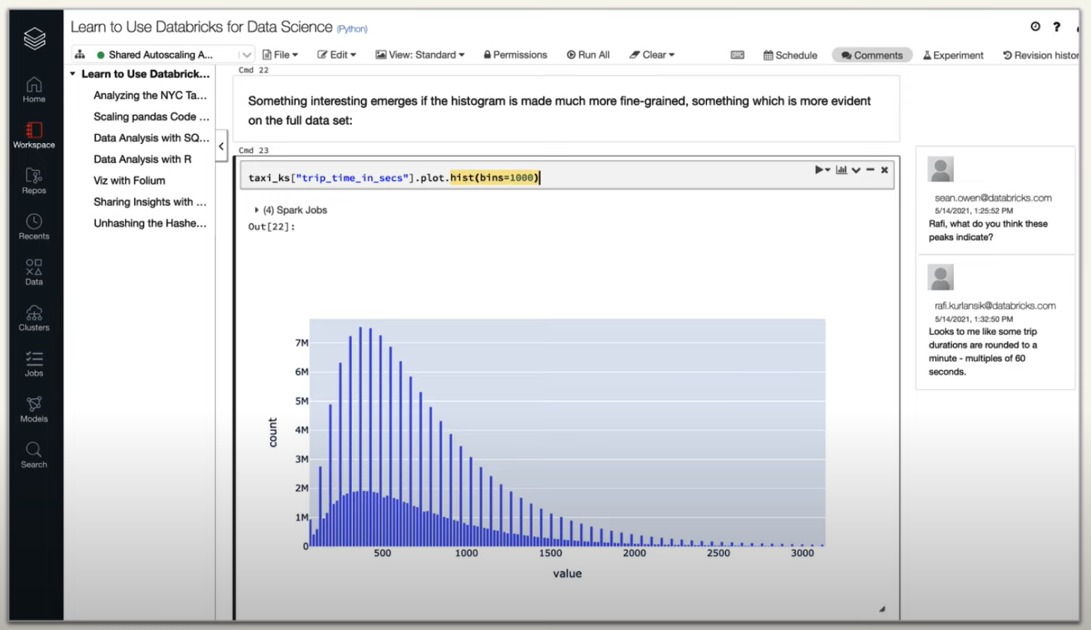 Learn to Use Databricks for Data Science (Python)
Shared Autoscaling A... File Edit View: Standard Permissions Run All Clear Schedule Comments Experiment Revision histor
Home
Workspace
Repos
Recents
Data
Clusters
Jobs
Models
Search
Learn to Use Databrick...
Analyzing the NYC Ta...
Scaling pandas Code ...
Data Analysis with SQ...
Data Analysis with R
Viz with Folium
Sharing Insights with ...
Unhashing the Hashe...
Cmd 22
Something interesting emerges if the histogram is made much more fine-grained, something which is more evident
on the full data set:
Cmd 23
taxi_ks["trip_time_in_secs"].plot.hist(bins=1000)
(4) Spark Jobs
Out[22]:
7M
6M
5M
4M
3M
2M
1M
0
count
500 1000 1500 2000 2500 3000
value
sean.owen@databricks.com
5/14/2021, 1:25:52 PM
Rafi, what do you think these
peaks indicate?
rafi.kurlansik@databricks.com
5/14/2021, 1:32:50 PM
Looks to me like some trip
durations are rounded to a
minute - multiples of 60
seconds.